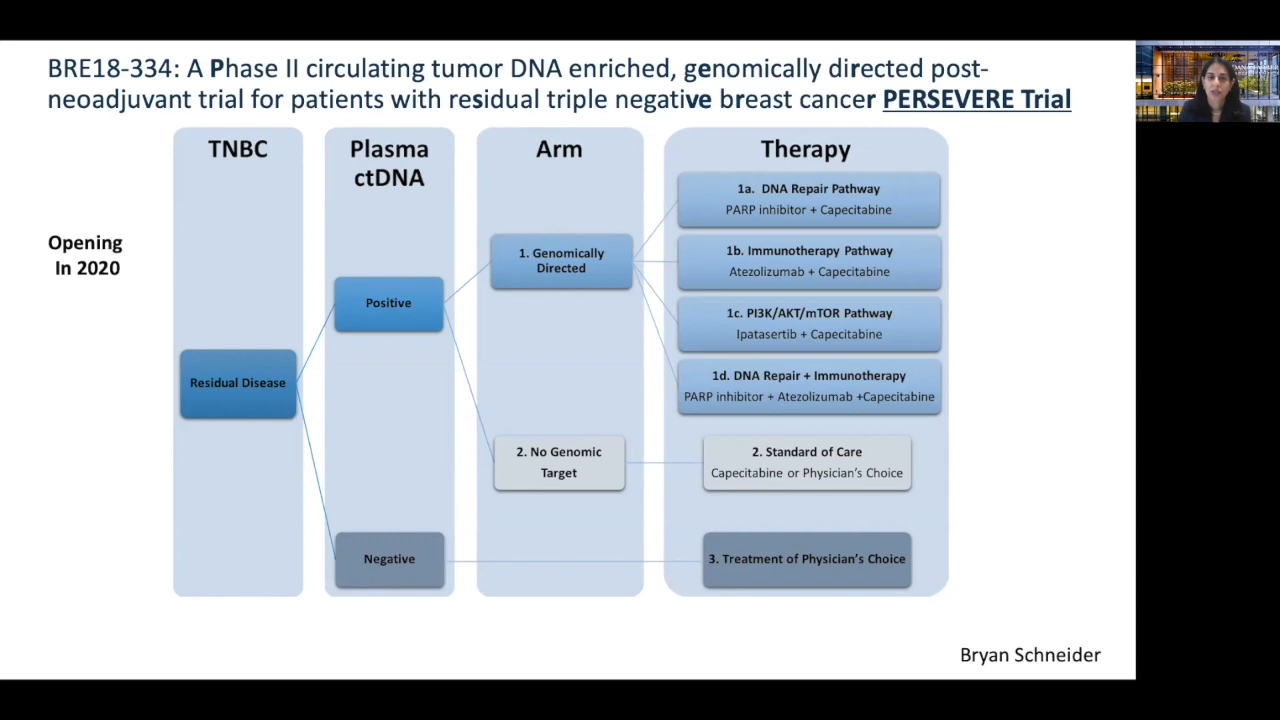 BRE18-334: A Phase II circulating tumor DNA enriched, genomically directed post-
neoadjuvant trial for patients with residual triple negative breast cancer PERSEVERE Trial
TNBC
Plasma
ctDNA
Arm
Therapy
Opening
In 2020
Residual Disease
Positive
Negative
1. Genomically
Directed
2. No Genomic
Target
1a. DNA Repair Pathway
PARP inhibitor + Capecitabine
1b. Immunotherapy Pathway
Atezolizumab + Capecitabine
1c. PI3K/AKT/mTOR Pathway
Ipatasertib + Capecitabine
1d. DNA Repair + Immunotherapy
PARP inhibitor + Atezolizumab +Capecitabine
2. Standard of Care
Capecitabine or Physician's Choice
3. Treatment of Physician's Choice
Bryan Schneider